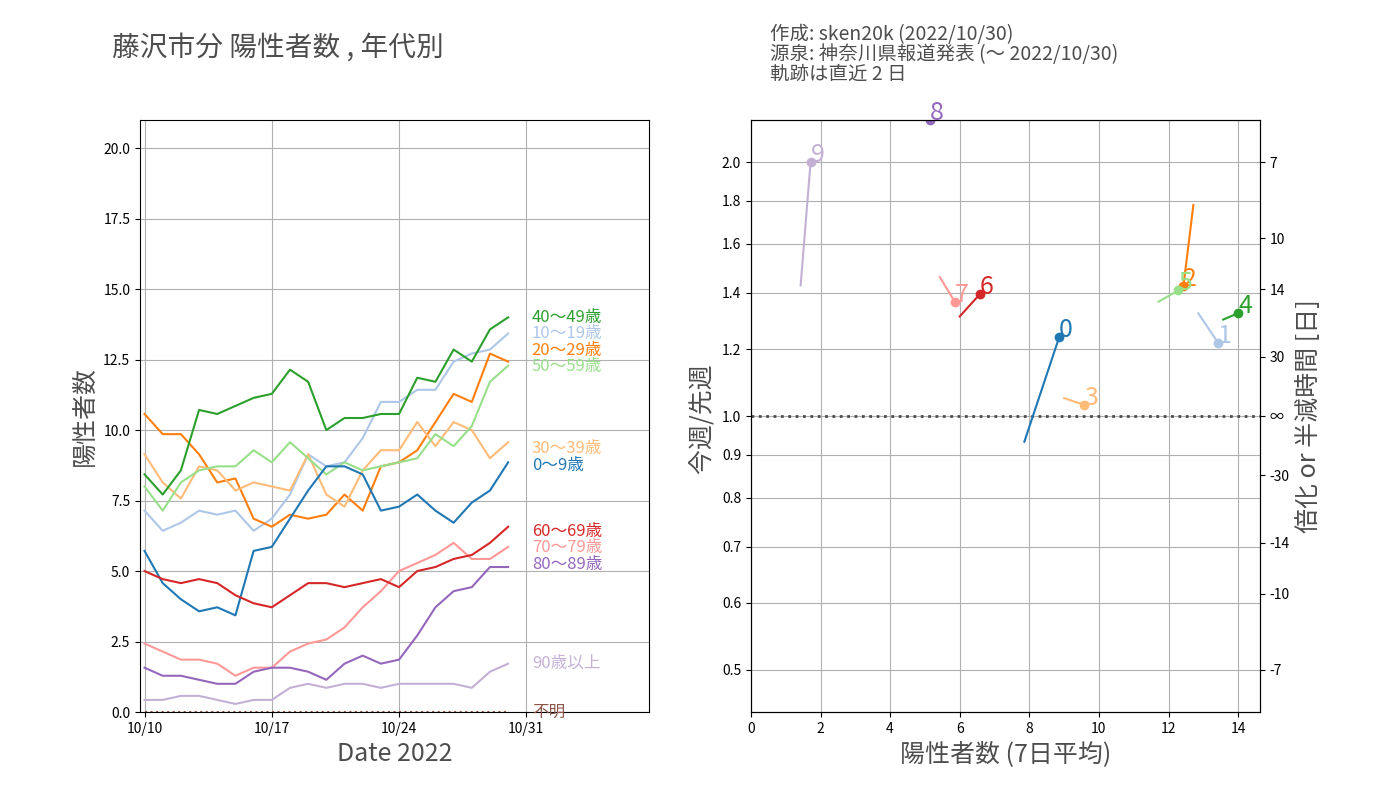 藤沢市分 陽性者数 , 年代別
作成: sken20k (2022/10/30)
源泉: 神奈川県報道発表 (〜 2022/10/30)
軌跡は直近 2 日
陽性者数
20.0
17.5
15.0
12.5
10.0
7.5
5.0
2.5
0.0
10/10
10/17
10/24
10/31
Date 2022
40〜49歳
10〜19歳
20〜29歳
50〜59歳
30〜39歳
0〜9歳
60〜69歳
70〜79歳
80〜89歳
90歳以上
不明
今週/先週
2.0
1.8
1.6
1.4
1.2
1.0
0.9
0.8
0.7
0.6
0.5
0
2
4
6
8
10
12
14
陽性者数 (7日平均)
8
9
7
6
0
3
2
5
4
1
7
10
14
30
∞
-30
-14
-10
-7
倍化 or 半減時間 [日]